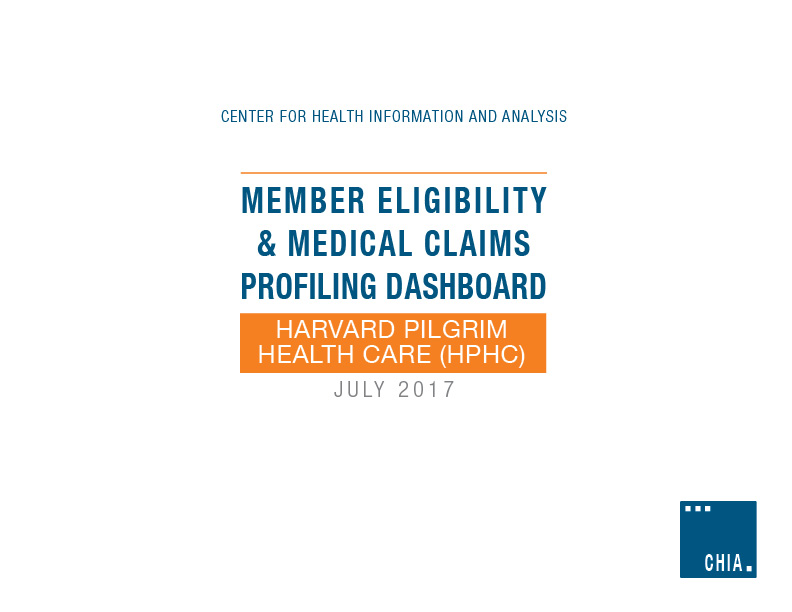 CENTER FOR HEALTH INFORMATION AND ANALYSIS
MEMBER ELIGIBILITY
& MEDICAL CLAIMS
PROFILING DASHBOARD
HARVARD PILGRIM
HEALTH CARE (HPHC)
JULY 2017
CHIA